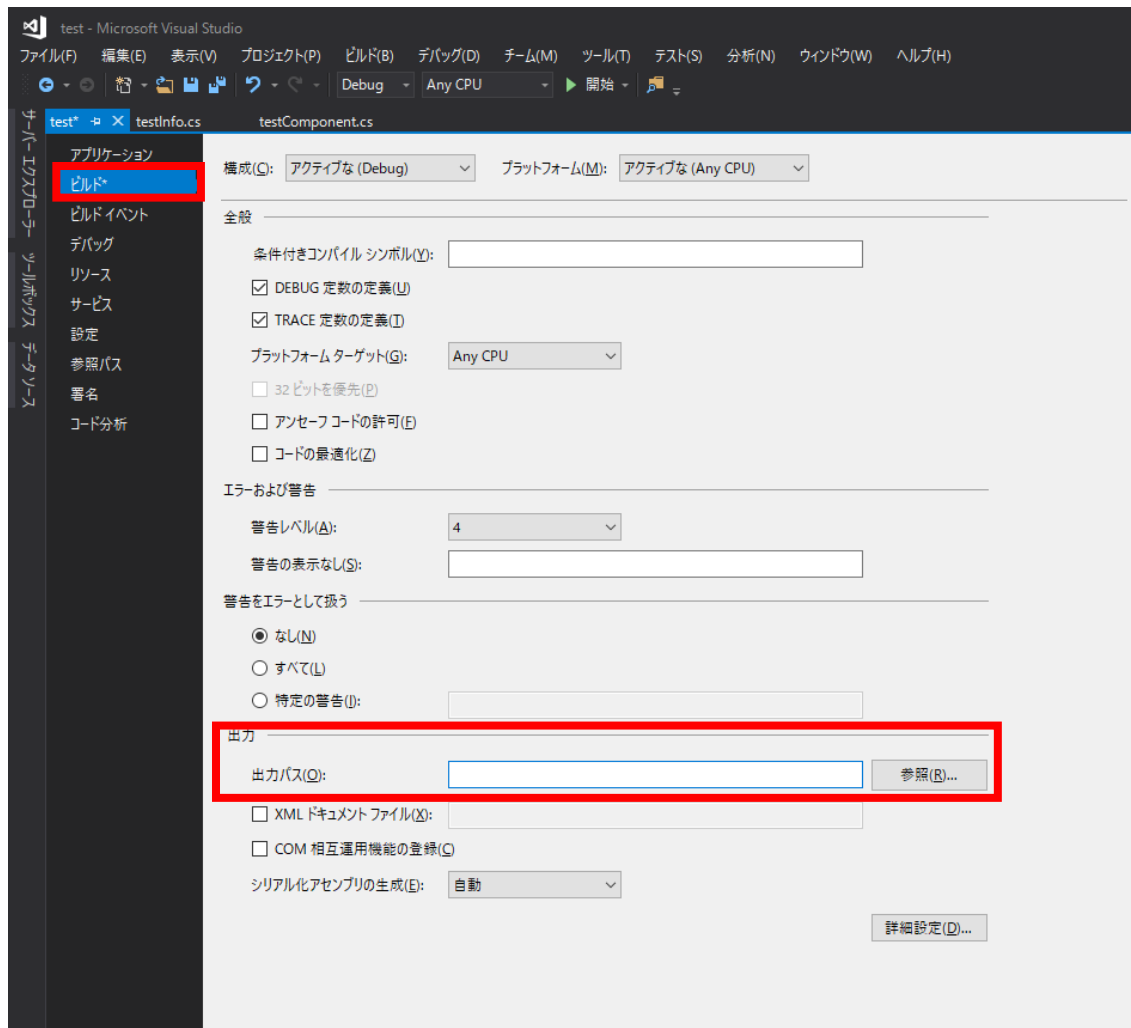 test - Microsoft Visual Studio
ファイル(F) 編集(E) 表示(V) プロジェクト(P) ビルド(B) デバッグ(D) チーム(M) ツール(T) テスト(S) 分析(N) ウィンドウ(W) ヘルプ(H)
Debug Any CPU 開始
サーバー エクスプローラー
ツールボックス
データ ソース
test* testInfo.cs testComponent.cs
アプリケーション
ビルド*
ビルド イベント
デバッグ
リソース
サービス
設定
参照パス
署名
コード分析
構成(C): アクティブな (Debug) プラットフォーム(M): アクティブな (Any CPU)
全般
条件付きコンパイル シンボル(Y):
DEBUG 定数の定義(U)
TRACE 定数の定義(T)
プラットフォーム ターゲット(G): Any CPU
32 ビットを優先(P)
アンセーフ コードの許可(F)
コードの最適化(Z)
エラーおよび警告
警告レベル(A): 4
警告の表示なし(S):
警告をエラーとして扱う
なし(N)
すべて(L)
特定の警告(I):
出力
出力パス(O): 参照(R)...
XML ドキュメント ファイル(X):
COM 相互運用機能の登録(C)
シリアル化アセンブリの生成(E): 自動
詳細設定(D)...